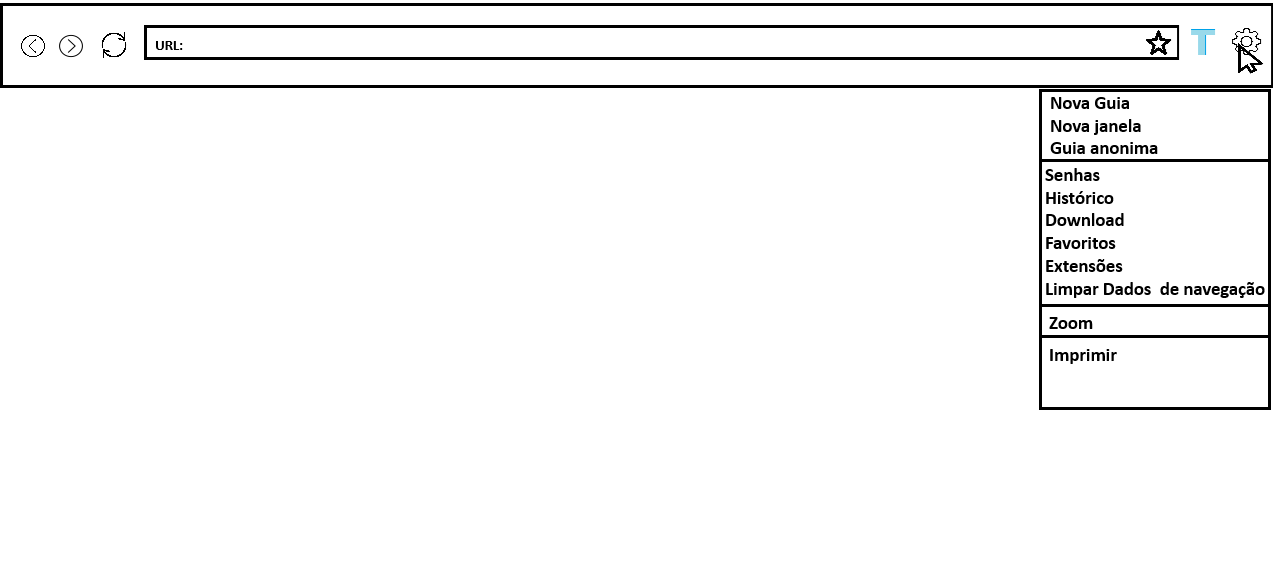 URL:
T
Nova Guia
Nova janela
Guia anonima
Senhas
Histórico
Download
Favoritos
Extensões
Limpar Dados  de navegação
Zoom
Imprimir